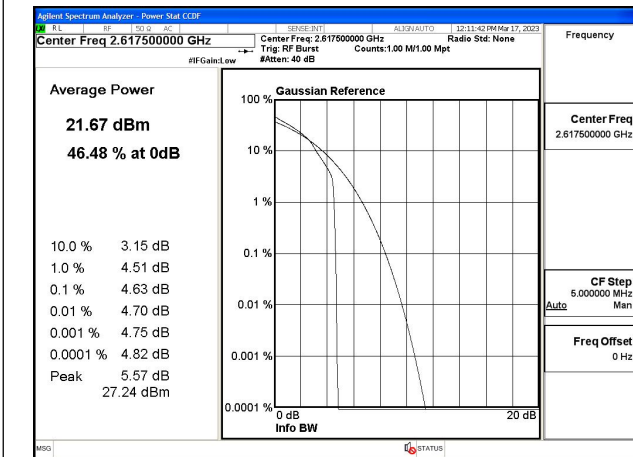 Agilent Spectrum Analyzer - Power Stat CCDF
RL RF 50 Ω AC SENSE:INT ALIGN AUTO 12:11:42 PM Mar 17, 2023
Center Freq 2.617500000 GHz
#IFGain:Low
Center Freq: 2.617500000 GHz Radio Std: None
Trig: RF Burst Counts:1.00 M/1.00 Mpt
#Atten: 40 dB
Average Power
21.67 dBm
46.48 % at 0dB
10.0 % 3.15 dB
1.0 % 4.51 dB
0.1 % 4.63 dB
0.01 % 4.70 dB
0.001 % 4.75 dB
0.0001 % 4.82 dB
Peak 5.57 dB
27.24 dBm
Gaussian Reference
100 %
10 %
1 %
0.1 %
0.01 %
0.001 %
0.0001 %
0 dB 20 dB
Info BW
Frequency
Center Freq
2.617500000 GHz
CF Step
5.000000 MHz
Auto Man
Freq Offset
0 Hz
MSG STATUS